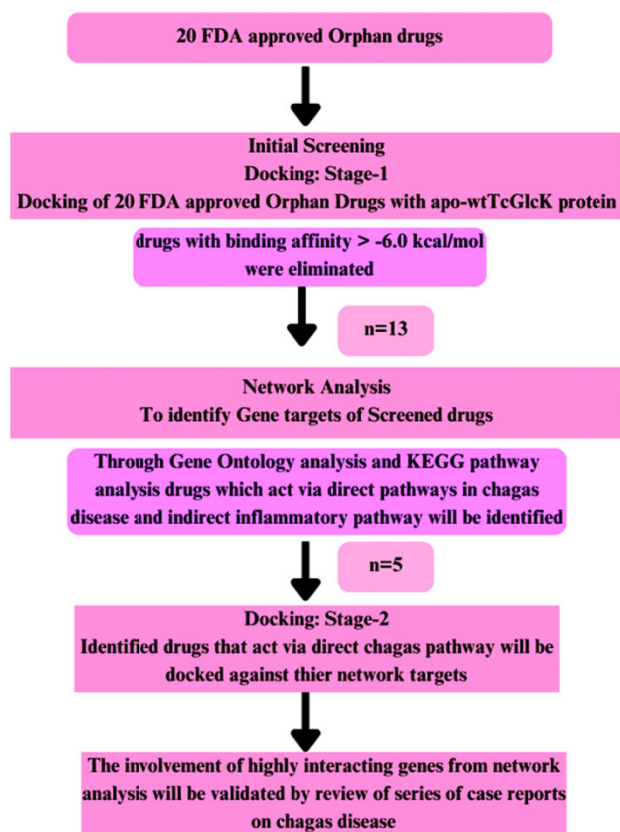 20 FDA approved Orphan drugs
Initial Screening
Docking: Stage-1
Docking of 20 FDA approved Orphan Drugs with apo-wtTcGlcK protein
drugs with binding affinity > -6.0 kcal/mol
were eliminated
n=13
Network Analysis
To identify Gene targets of Screened drugs
Through Gene Ontology analysis and KEGG pathway
analysis drugs which act via direct pathways in chagas
disease and indirect inflammatory pathway will be identified
n=5
Docking: Stage-2
Identified drugs that act via direct chagas pathway will be
docked against thier network targets
The involvement of highly interacting genes from network
analysis will be validated by review of series of case reports
on chagas disease